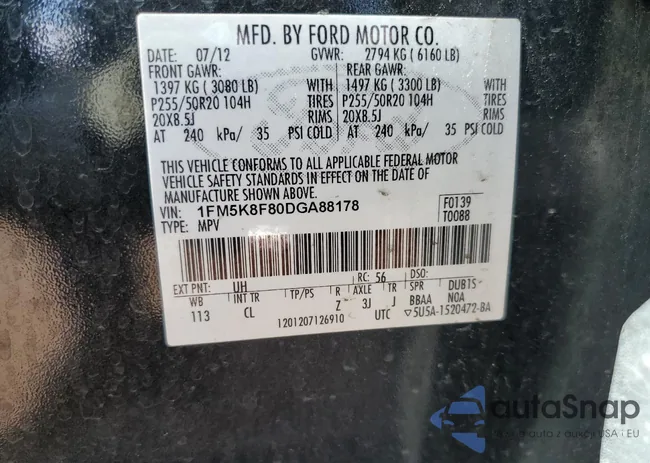 MFD. BY FORD MOTOR CO.
DATE: 07/12 GVWR: 2794 KG ( 6160 LB)
FRONT GAWR: REAR GAWR:
1397 KG ( 3080 LB) WITH 1497 KG ( 3300 LB) WITH
P255/50R20 104H TIRES P255/50R20 104H TIRES
20X8.5J RIMS 20X8.5J RIMS
AT 240 kPa/ 35 PSI COLD AT 240 kPa/ 35 PSI COLD
THIS VEHICLE CONFORMS TO ALL APPLICABLE FEDERAL MOTOR
VEHICLE SAFETY STANDARDS IN EFFECT ON THE DATE OF
MANUFACTURE SHOWN ABOVE.
VIN: 1FM5K8F80DGA88178 F0139
TYPE: MPV T0088
EXT PNT: UH RC: 56 DSO:
WB INT TR TP/PS R AXLE TR SPR DUB1S
113 CL Z 3J J BBAA NOA
1201207126910 UTC ▽5U5A-1520472-BA
autoSnap
auto z aukcji USA i EU